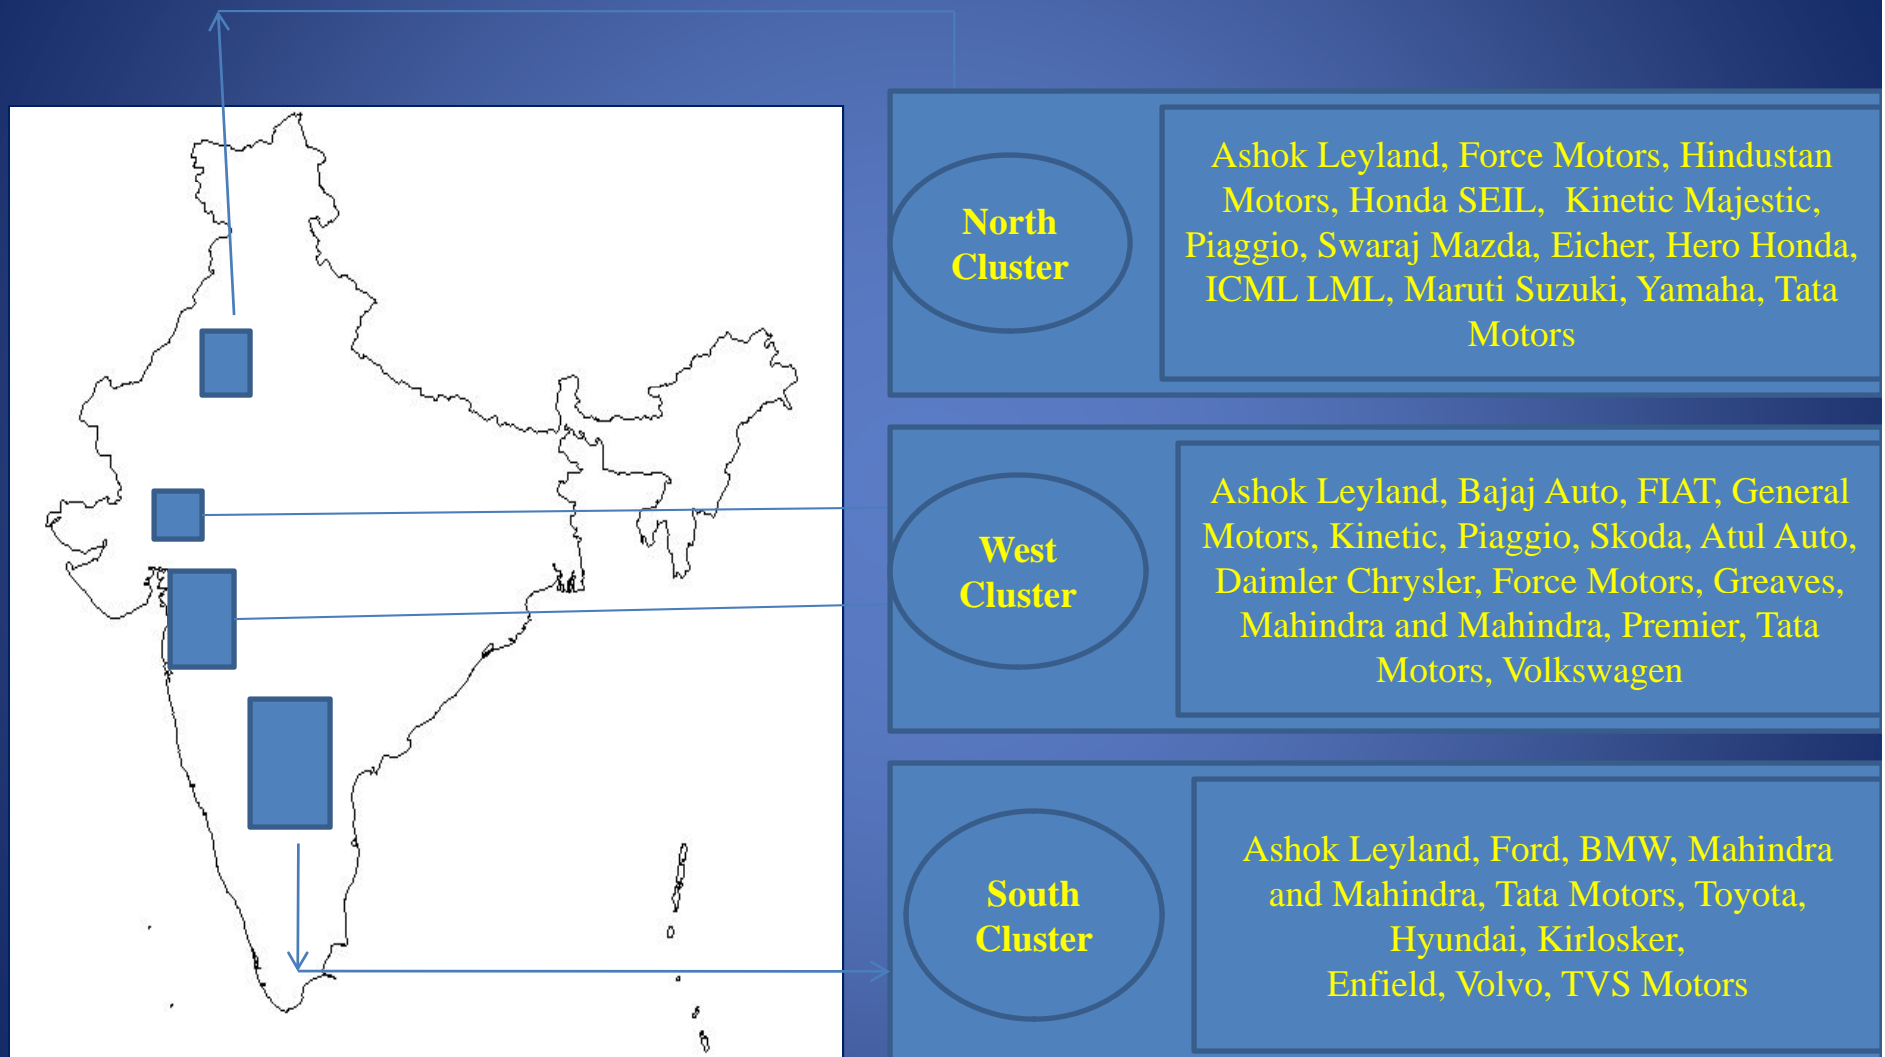 North
Cluster
Ashok Leyland, Force Motors, Hindustan
Motors, Honda SEIL, Kinetic Majestic,
Piaggio, Swaraj Mazda, Eicher, Hero Honda,
ICML LML, Maruti Suzuki, Yamaha, Tata
Motors
West
Cluster
Ashok Leyland, Bajaj Auto, FIAT, General
Motors, Kinetic, Piaggio, Skoda, Atul Auto,
Daimler Chrysler, Force Motors, Greaves,
Mahindra and Mahindra, Premier, Tata
Motors, Volkswagen
South
Cluster
Ashok Leyland, Ford, BMW, Mahindra
and Mahindra, Tata Motors, Toyota,
Hyundai, Kirlosker,
Enfield, Volvo, TVS Motors